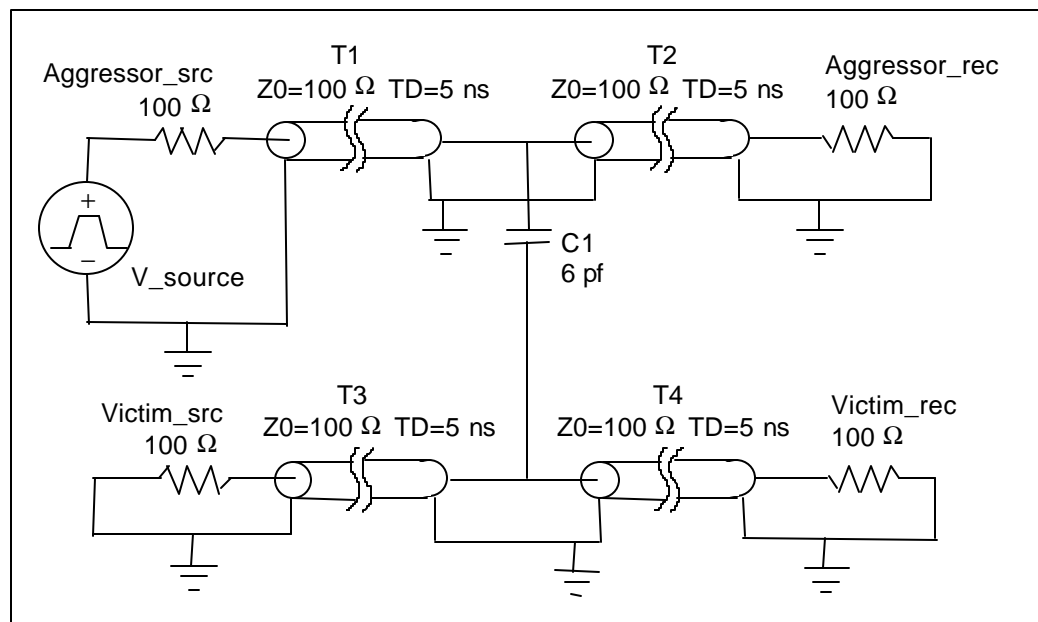 T1
T2
Aggressor_src
100 Ω
Z0=100 Ω TD=5 ns
Z0=100 Ω TD=5 ns
Aggressor_rec
100 Ω
+
−
V_source
C1
6 pf
T3
T4
Victim_src
100 Ω
Z0=100 Ω TD=5 ns
Z0=100 Ω TD=5 ns
Victim_rec
100 Ω